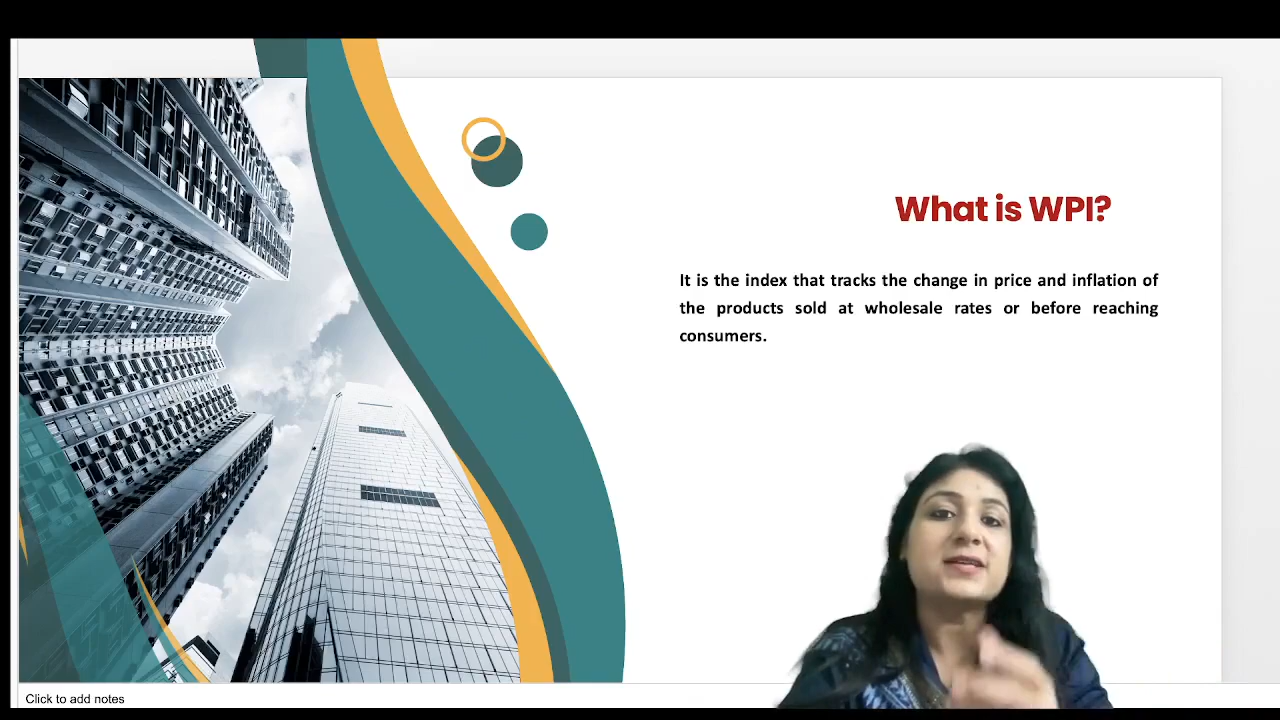 What is WPI?
It is the index that tracks the change in price and inflation of
the products sold at wholesale rates or before reaching
consumers.
Click to add notes